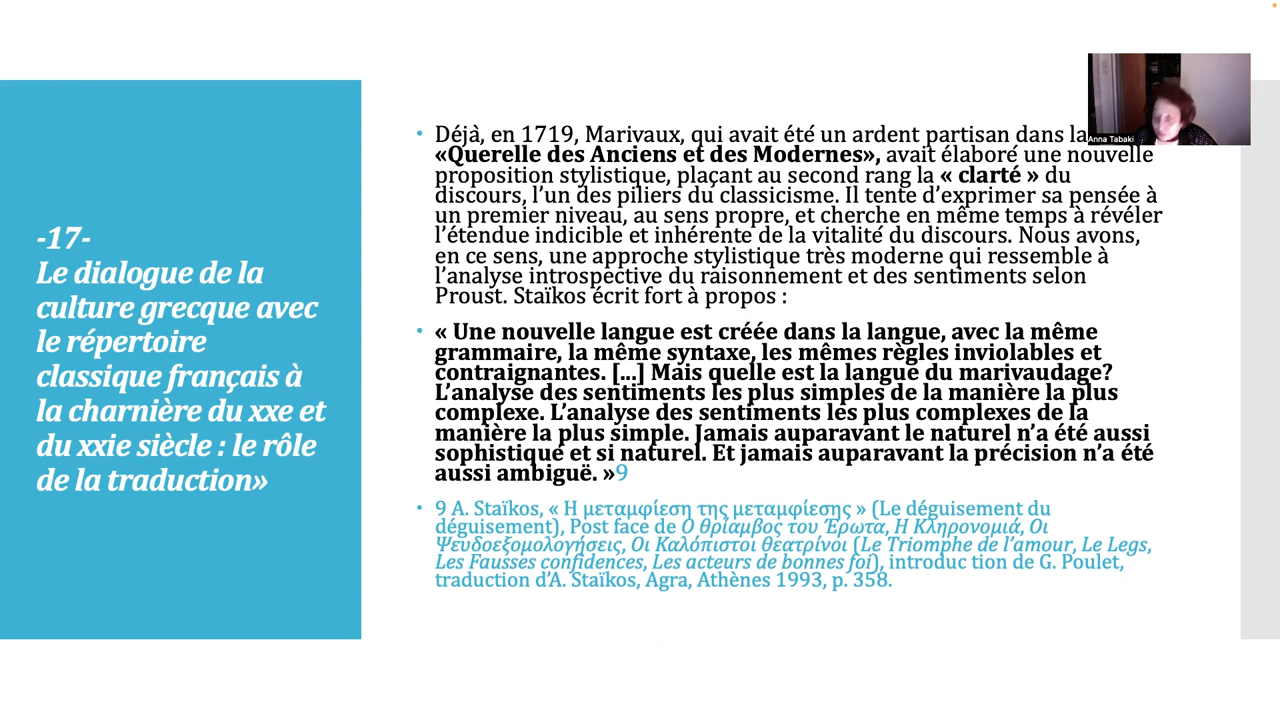 -17-
Le dialogue de la
culture grecque avec
le répertoire
classique français à
la charnière du xxe et
du xxie siècle : le rôle
de la traduction»
• Déjà, en 1719, Marivaux, qui avait été un ardent partisan dans la
«Querelle des Anciens et des Modernes», avait élaboré une nouvelle
proposition stylistique, plaçant au second rang la « clarté » du
discours, l’un des piliers du classicisme. Il tente d’exprimer sa pensée à
un premier niveau, au sens propre, et cherche en même temps à révéler
l’étendue indicible et inhérente de la vitalité du discours. Nous avons,
en ce sens, une approche stylistique très moderne qui ressemble à
l’analyse introspective du raisonnement et des sentiments selon
Proust. Staïkos écrit fort à propos :
• « Une nouvelle langue est créée dans la langue, avec la même
grammaire, la même syntaxe, les mêmes règles inviolables et
contraignantes. [...] Mais quelle est la langue du marivaudage?
L’analyse des sentiments les plus simples de la manière la plus
complexe. L’analyse des sentiments les plus complexes de la
manière la plus simple. Jamais auparavant le naturel n’a été aussi
sophistiqué et si naturel. Et jamais auparavant la précision n’a été
aussi ambiguë. »9
• 9 A. Staïkos, « Η μεταμφίεση της μεταμφίεσης » (Le déguisement du
déguisement), Post face de Ο θρίαμβος του Έρωτα, Η Κληρονομιά, Οι
Ψευδοεξομολογήσεις, Οι Καλόπιστοι θεατρίνοι (Le Triomphe de l’amour, Le Legs,
Les Fausses confidences, Les acteurs de bonnes foi), introduc tion de G. Poulet,
traduction d’A. Staïkos, Agra, Athènes 1993, p. 358.
Anna Tabaki